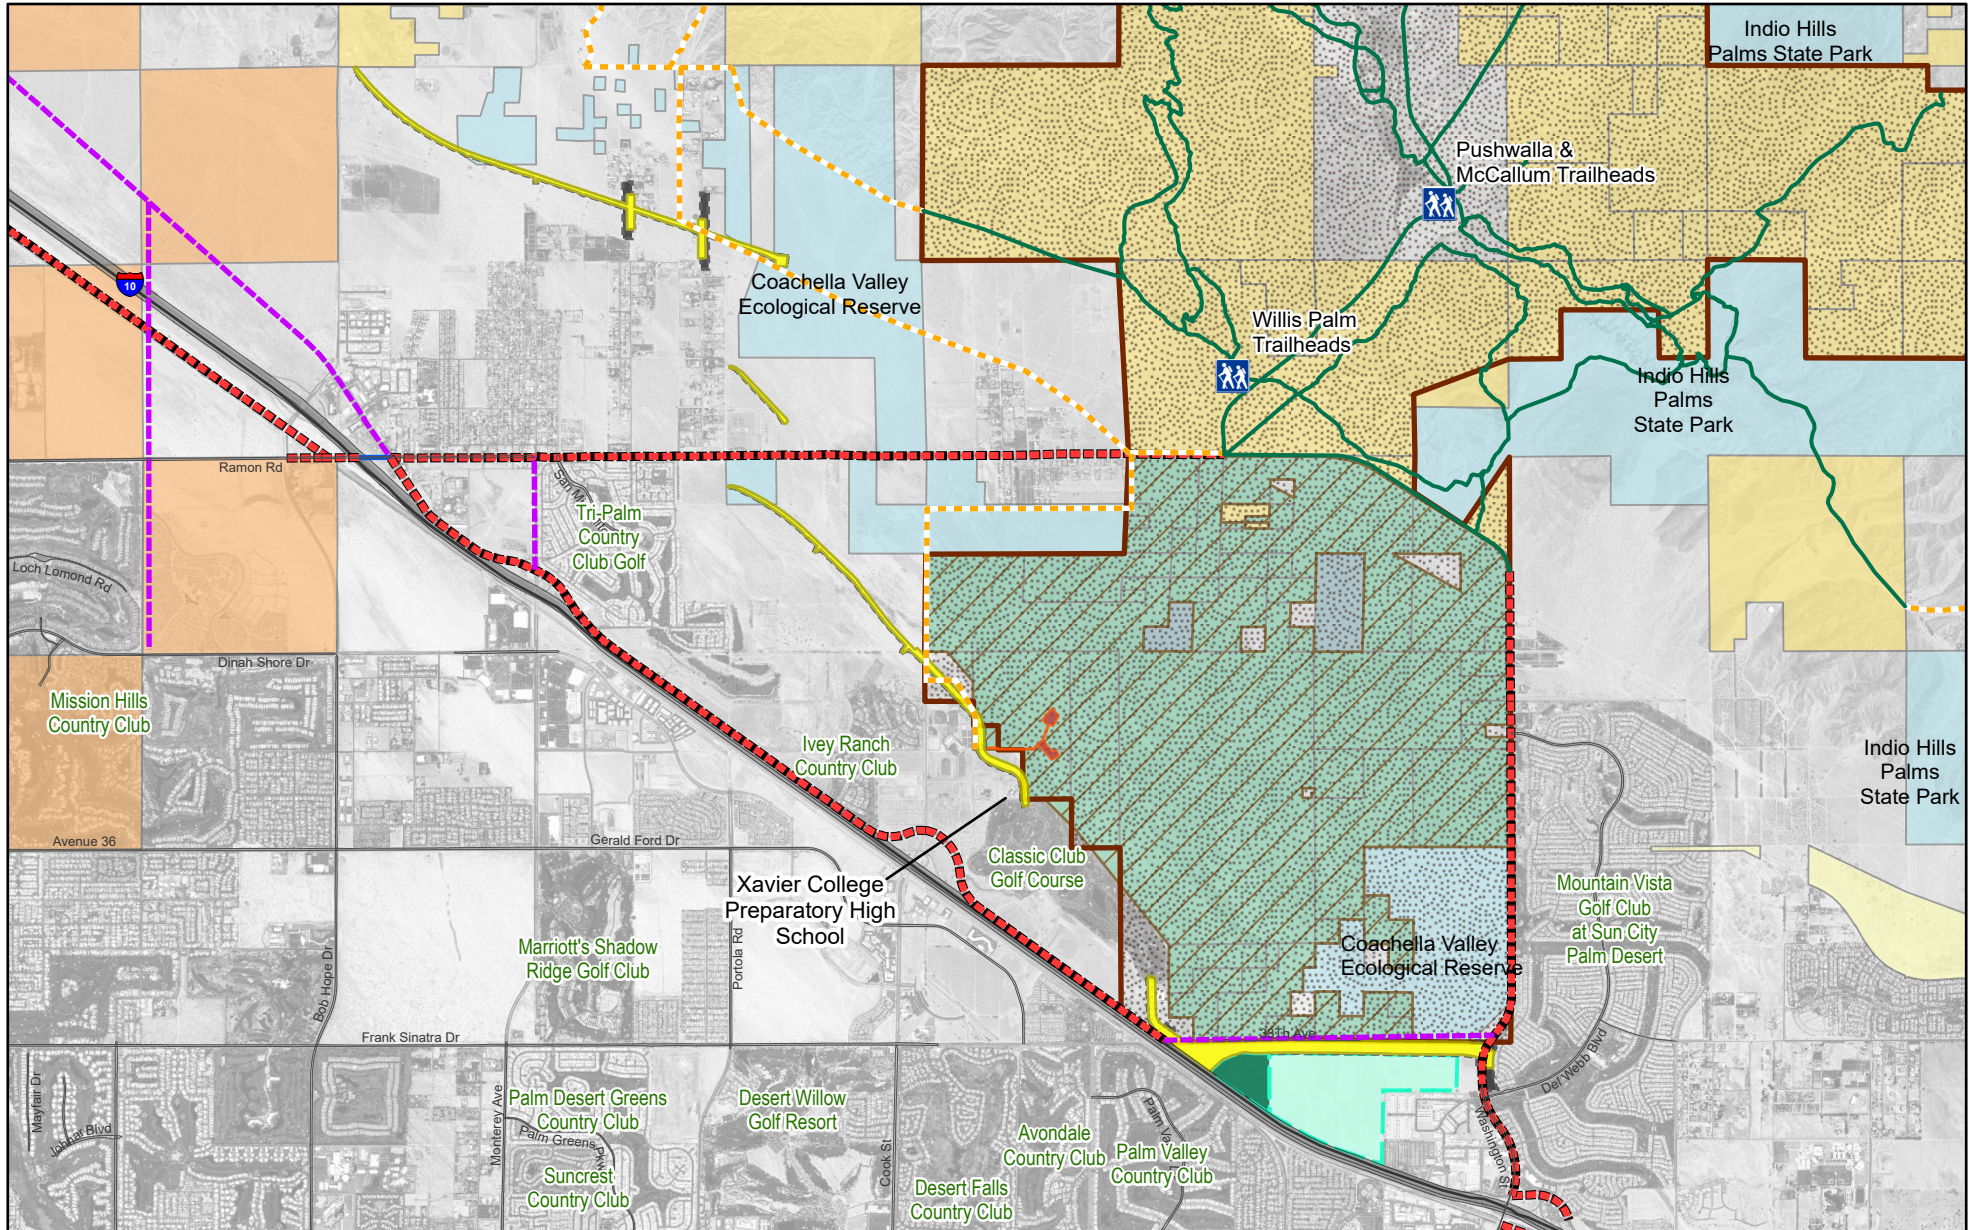 Indio Hills
Palms State Park
Pushwalla &
McCallum Trailheads
10
Coachella Valley
Ecological Reserve
Willis Palm
Trailheads
Indio Hills
Palms
State Park
Ramon Rd
Tri-Palm
Country
Club Golf
Loch Lomond Rd
Dinah Shore Dr
Mission Hills
Country Club
Ivey Ranch
Country Club
Indio Hills
Palms
State Park
Avenue 36
Gerald Ford Dr
Classic Club
Golf Course
Xavier College
Preparatory High
School
Mountain Vista
Golf Club
at Sun City
Palm Desert
Marriott's Shadow
Ridge Golf Club
Portola Rd
Bob Hope Dr
Coachella Valley
Ecological Reserve
Frank Sinatra Dr
38Th Ave
Del Webb Blvd
Mayfair Dr
Johnar Blvd
Monterey Ave
Palm Desert Greens
Country Club
Palm Greens Pkwy
Suncrest
Country Club
Desert Willow
Golf Resort
Cook St
Avondale
Country Club
Palm Valley
Country Club
Desert Falls
Country Club
Washington St